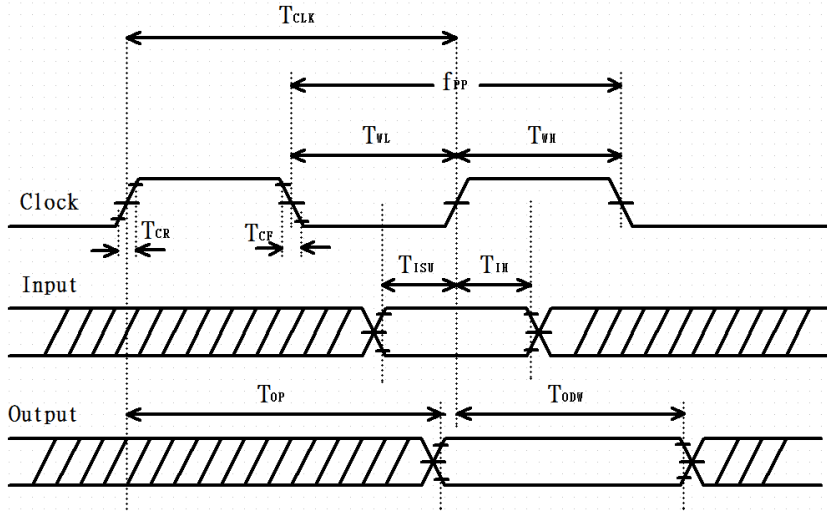 TCLK
fPP
TWL TWH
Clock
TCR TCF
TISU TIH
Input
TOP TODW
Output